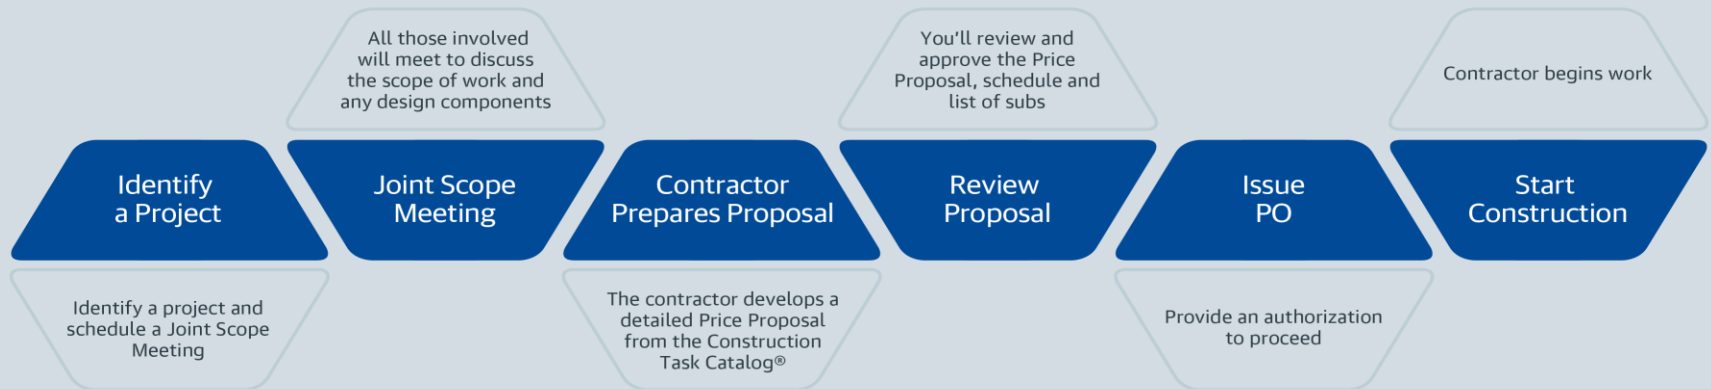 Identify
a Project
Identify a project and
schedule a Joint Scope
Meeting
All those involved
will meet to discuss
the scope of work and
any design components
Joint Scope
Meeting
Contractor
Prepares Proposal
The contractor develops a
detailed Price Proposal
from the Construction
Task Catalog®
You’ll review and
approve the Price
Proposal, schedule and
list of subs
Review
Proposal
Issue
PO
Provide an authorization
to proceed
Contractor begins work
Start
Construction